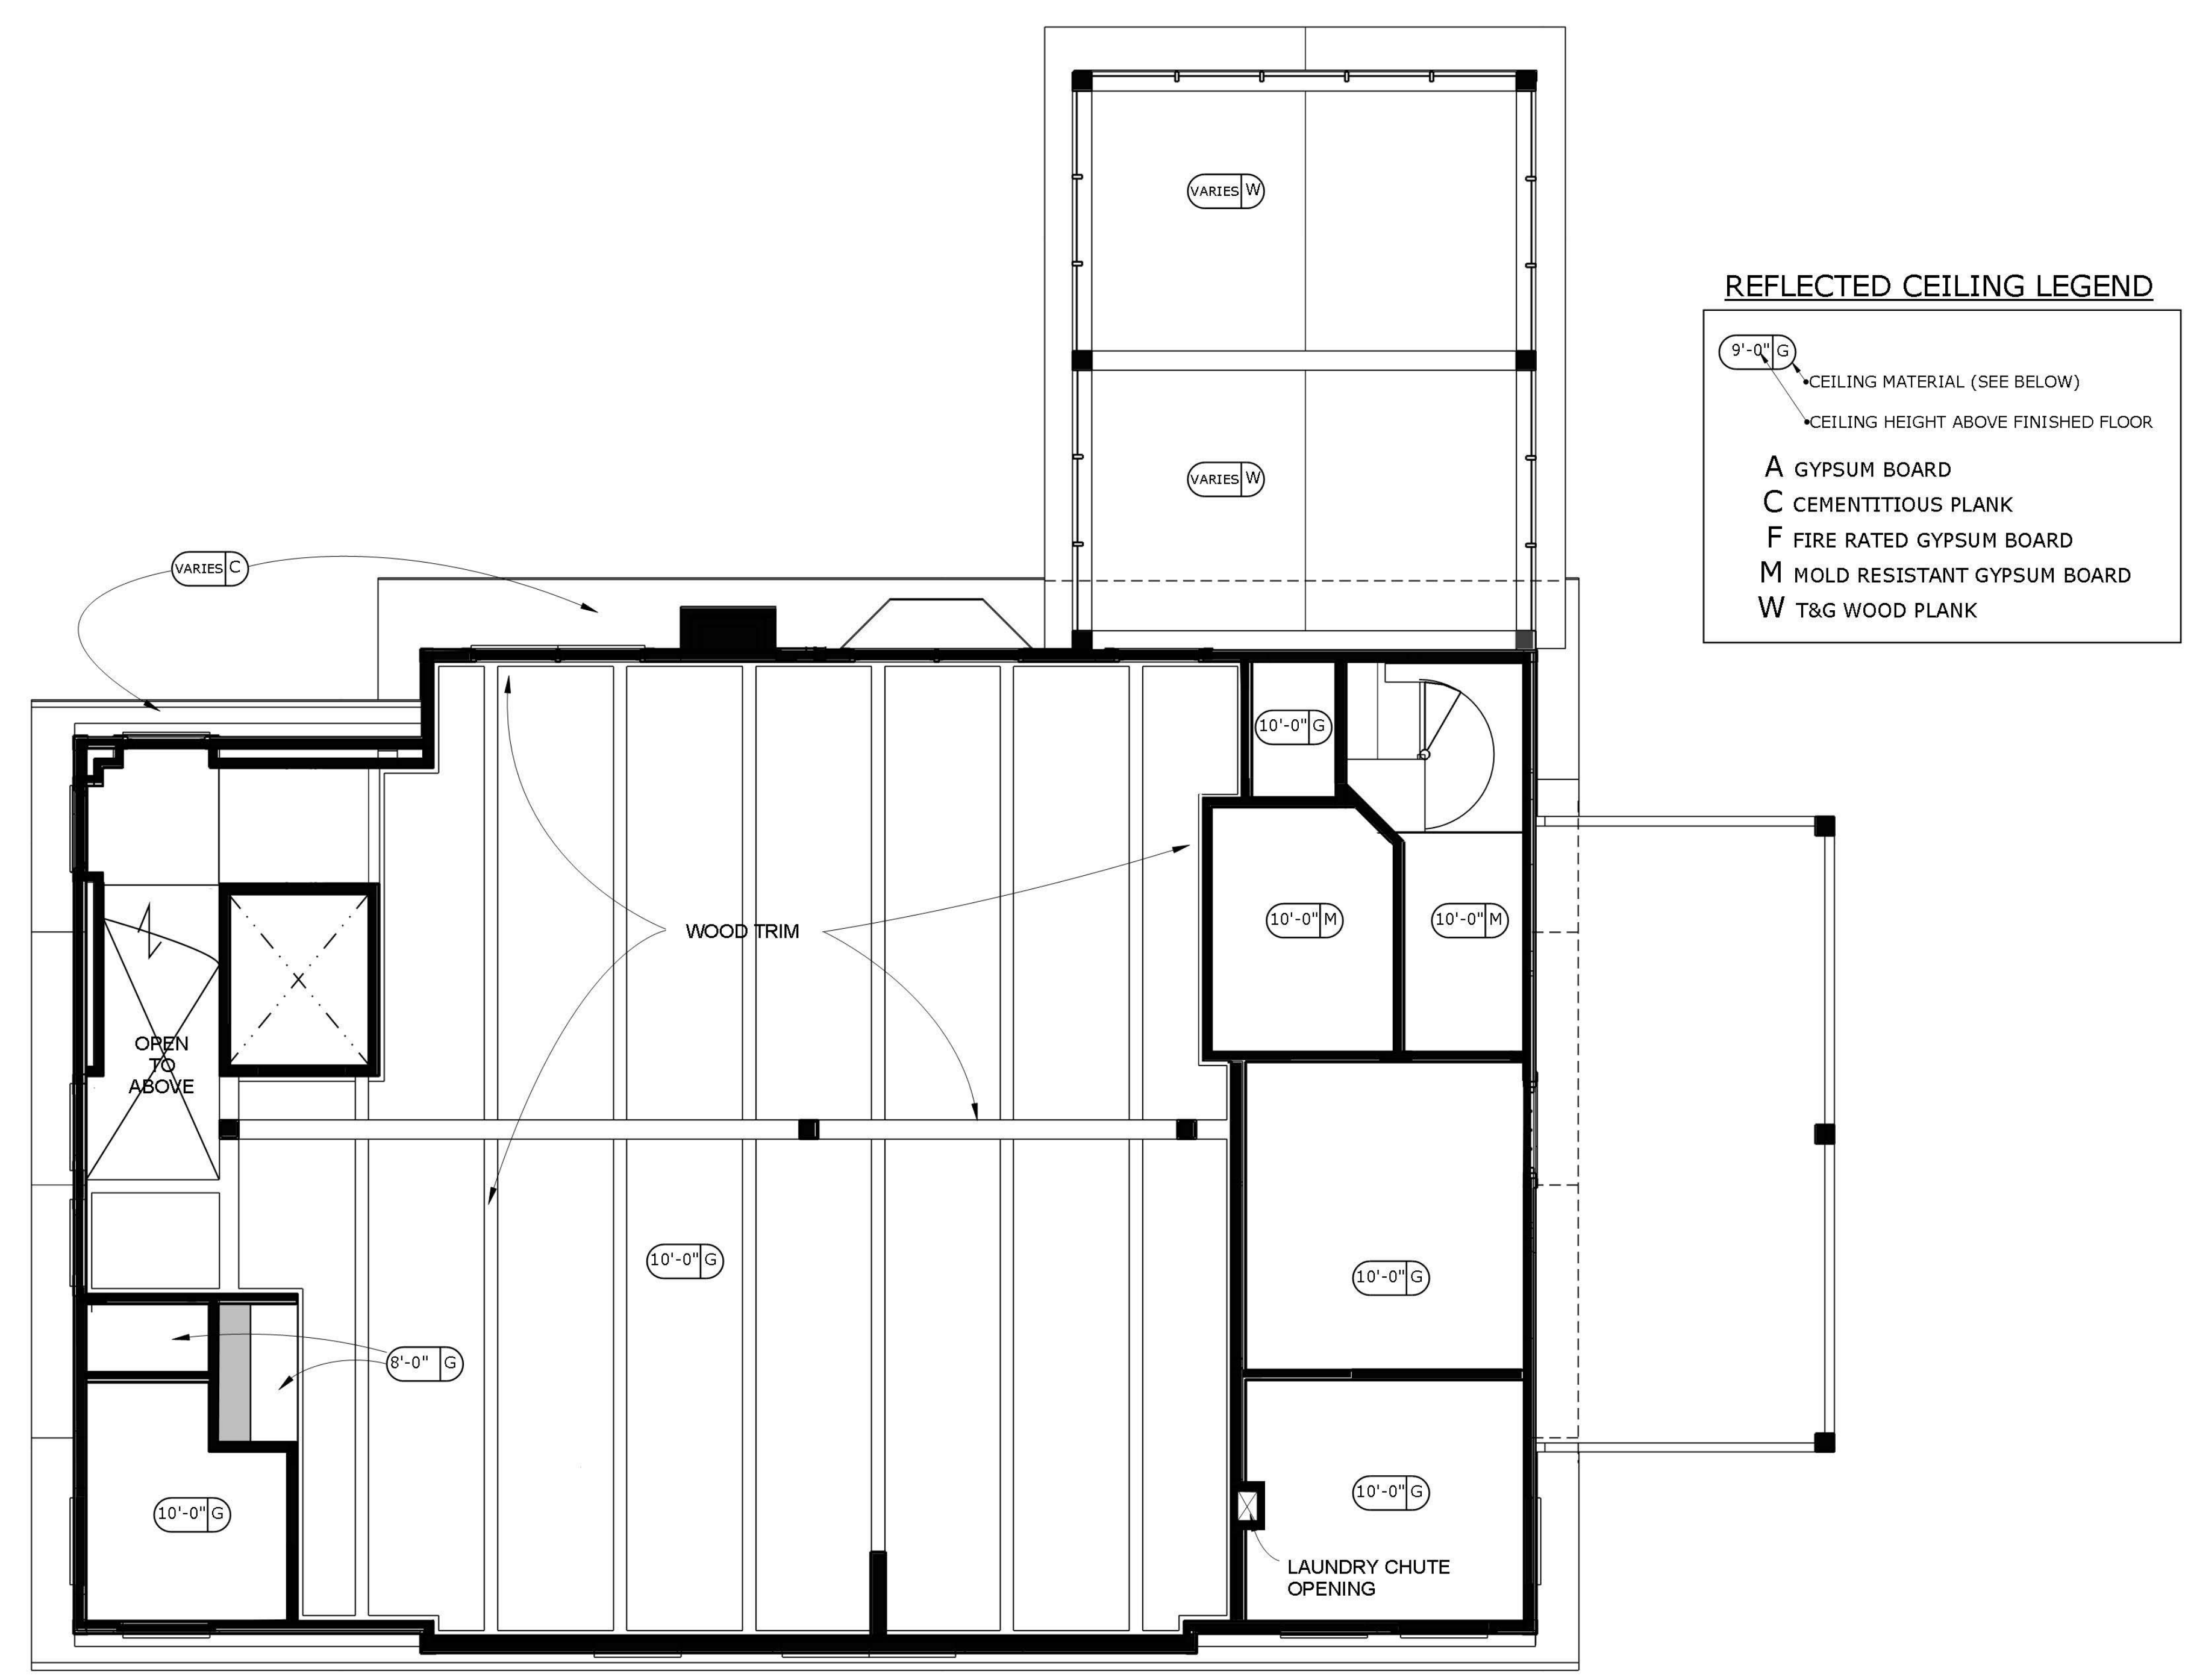 VARIES W
REFLECTED CEILING LEGEND
9'-0" G
CEILING MATERIAL (SEE BELOW)
CEILING HEIGHT ABOVE FINISHED FLOOR
A GYPSUM BOARD
C CEMENTITIOUS PLANK
F FIRE RATED GYPSUM BOARD
M MOLD RESISTANT GYPSUM BOARD
W T&G WOOD PLANK
VARIES W
VARIES C
10'-0" G
WOOD TRIM
10'-0" M
10'-0" M
OPEN
TO
ABOVE
10'-0" G
10'-0" G
8'-0" G
10'-0" G
10'-0" G
LAUNDRY CHUTE
OPENING